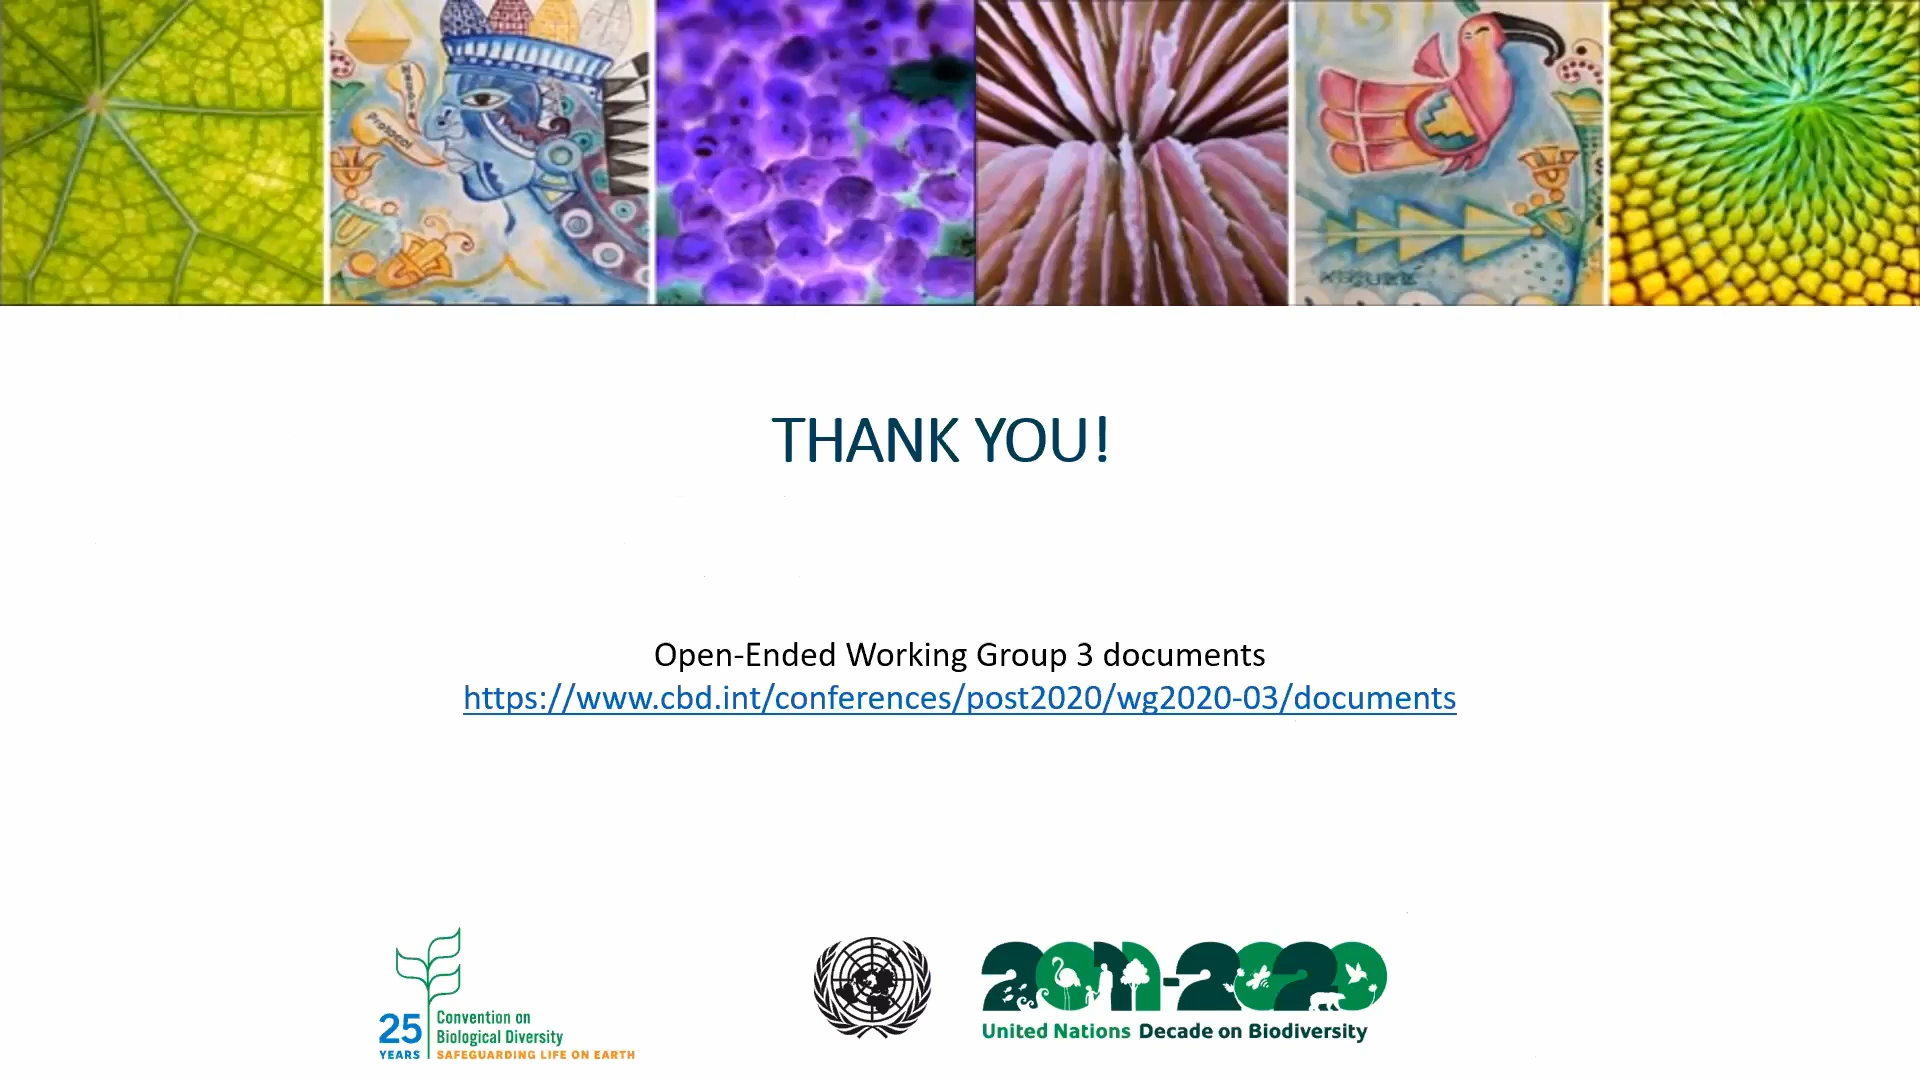 Protocol
THANK YOU!
Open-Ended Working Group 3 documents
https://www.cbd.int/conferences/post2020/wg2020-03/documents
25
YEARS
Convention on
Biological Diversity
SAFEGUARDING LIFE ON EARTH
2011-2020
United Nations Decade on Biodiversity